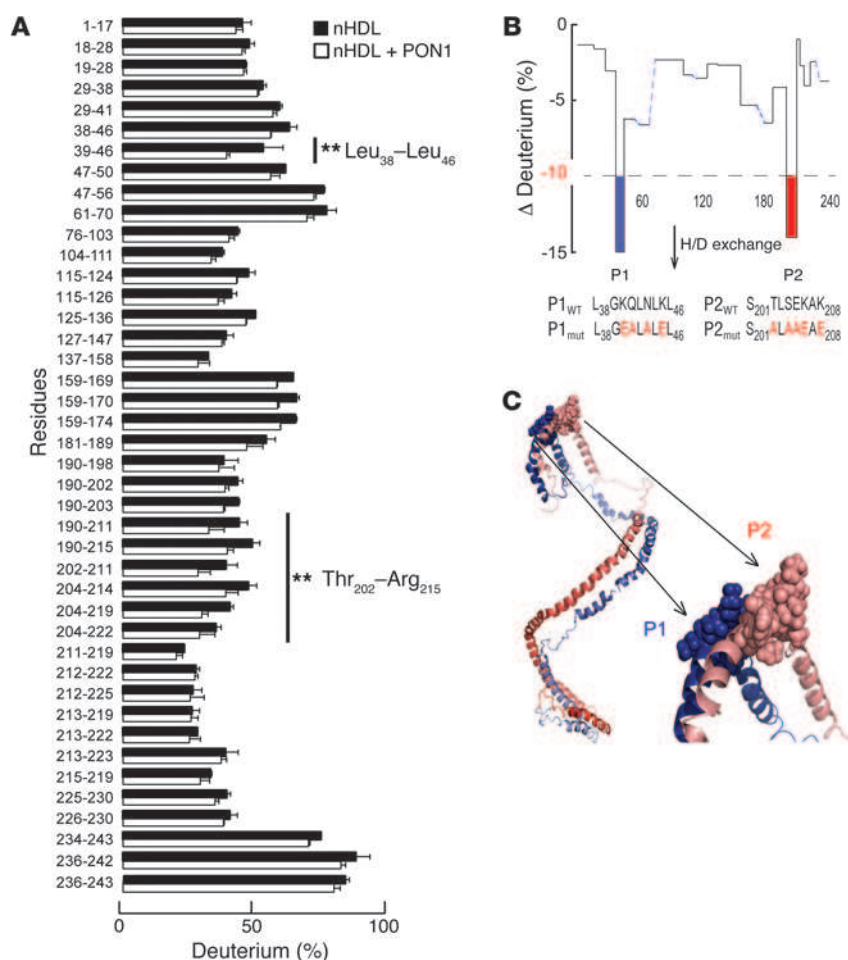 A
nHDL
nHDL + PON1
Residues
1-17
18-28
19-28
29-38
29-41
38-46
39-46
47-50
47-56
61-70
76-103
104-111
115-124
115-126
125-136
127-147
137-158
159-169
159-170
159-174
181-189
190-198
190-202
190-203
190-211
190-215
202-211
204-214
204-219
204-222
211-219
212-222
212-225
213-219
213-222
213-223
215-219
225-230
226-230
234-243
236-242
236-243
** Leu38–Leu46
** Thr202–Arg215
0 50 100
Deuterium (%)
B
Δ Deuterium (%)
0
-5
-10
-15
60 120 180 240
H/D exchange
P1 P2
P1WT L38GKQLNLKL46 P2WT S201TLSEKAK208
P1mut L38GEALALEL46 P2mut S201ALAAEAE208
C
P2
P1